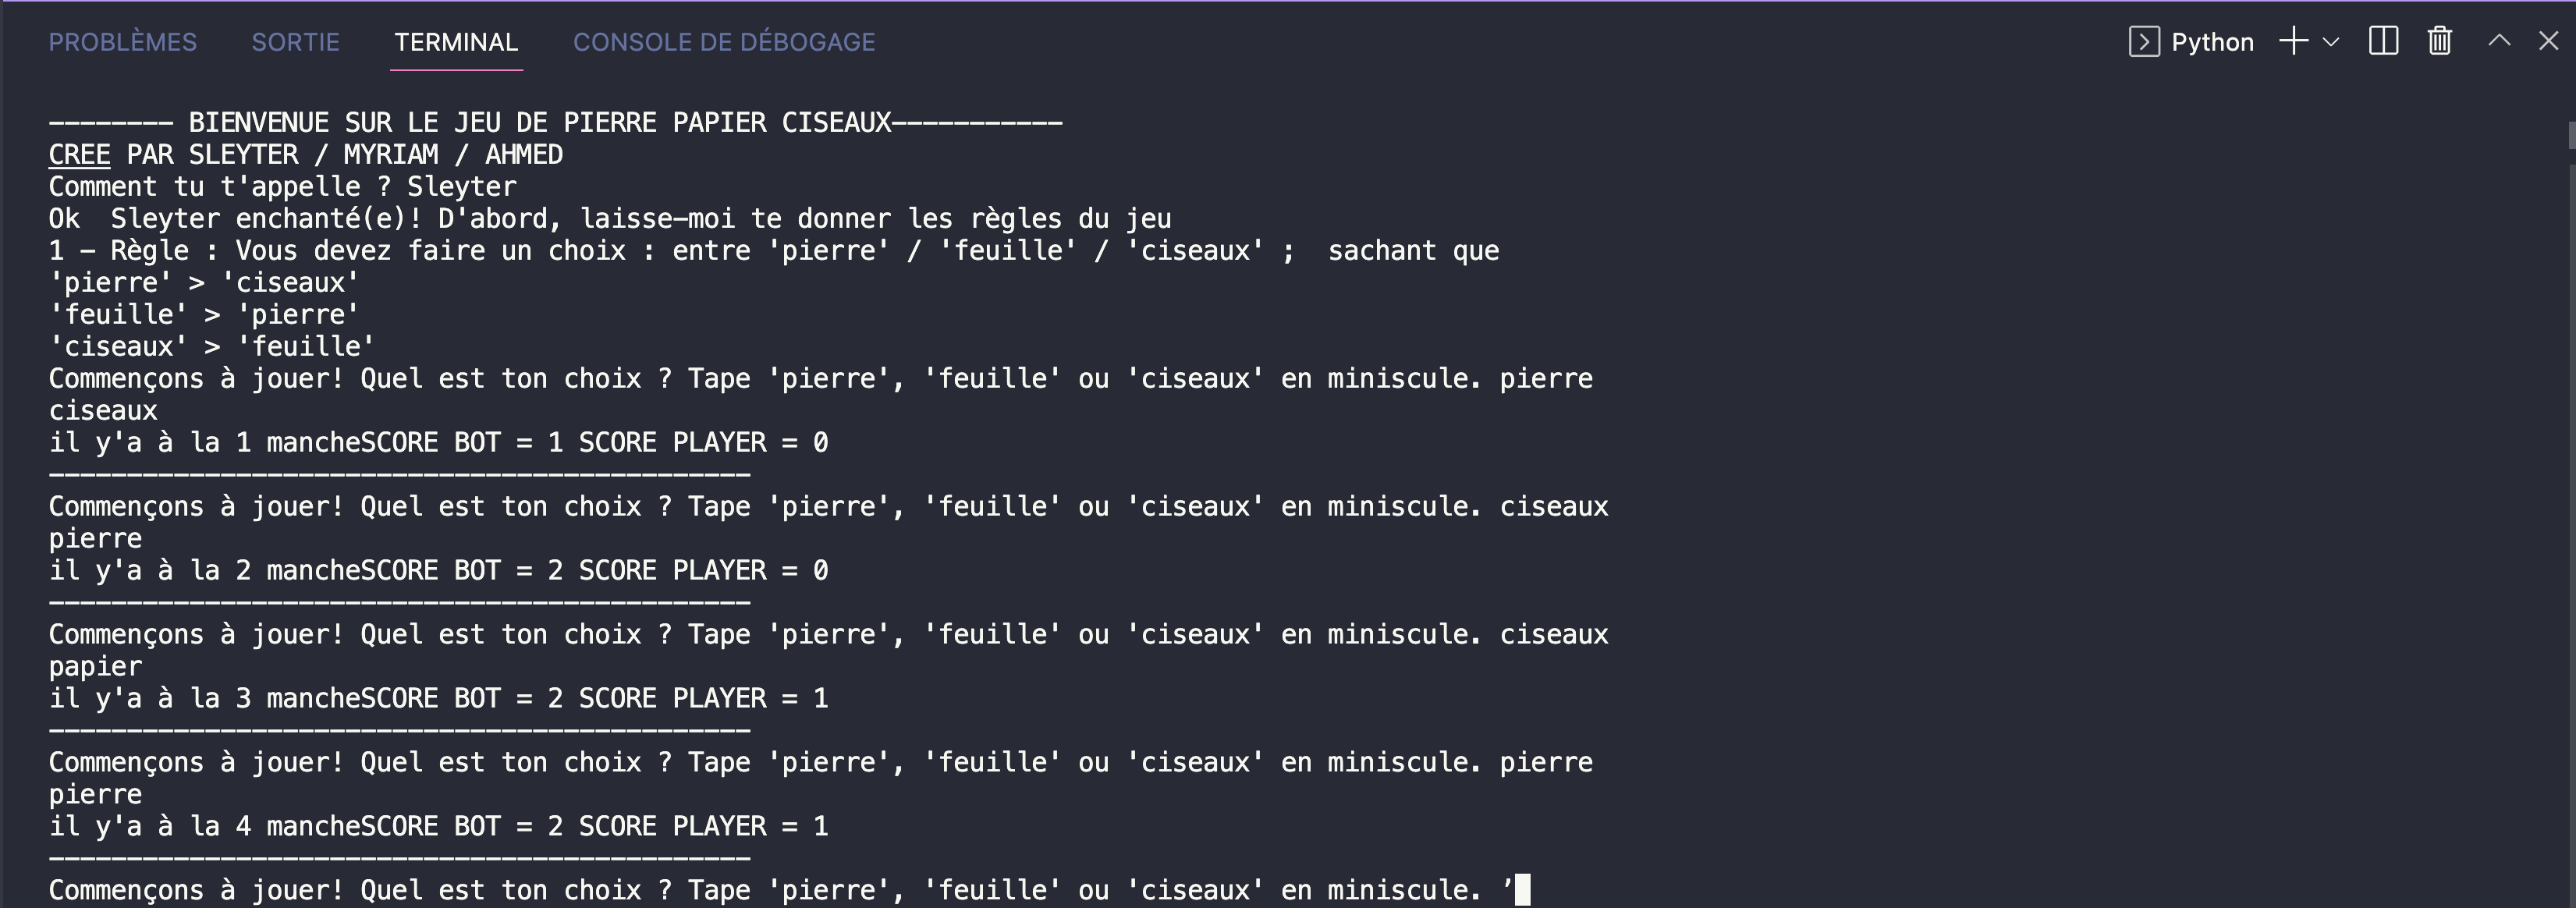 PROBLÈMES SORTIE TERMINAL CONSOLE DE DÉBOGAGE Python
-------- BIENVENUE SUR LE JEU DE PIERRE PAPIER CISEAUX-----------
CREE PAR SLEYTER / MYRIAM / AHMED
Comment tu t'appelle ? Sleyter
Ok  Sleyter enchanté(e)! D'abord, laisse-moi te donner les règles du jeu
1 - Règle : Vous devez faire un choix : entre 'pierre' / 'feuille' / 'ciseaux' ;  sachant que
'pierre' > 'ciseaux'
'feuille' > 'pierre'
'ciseaux' > 'feuille'
Commençons à jouer! Quel est ton choix ? Tape 'pierre', 'feuille' ou 'ciseaux' en miniscule. pierre
ciseaux
il y'a à la 1 mancheSCORE BOT = 1 SCORE PLAYER = 0
---------------------------------------------
Commençons à jouer! Quel est ton choix ? Tape 'pierre', 'feuille' ou 'ciseaux' en miniscule. ciseaux
pierre
il y'a à la 2 mancheSCORE BOT = 2 SCORE PLAYER = 0
---------------------------------------------
Commençons à jouer! Quel est ton choix ? Tape 'pierre', 'feuille' ou 'ciseaux' en miniscule. ciseaux
papier
il y'a à la 3 mancheSCORE BOT = 2 SCORE PLAYER = 1
---------------------------------------------
Commençons à jouer! Quel est ton choix ? Tape 'pierre', 'feuille' ou 'ciseaux' en miniscule. pierre
pierre
il y'a à la 4 mancheSCORE BOT = 2 SCORE PLAYER = 1
---------------------------------------------
Commençons à jouer! Quel est ton choix ? Tape 'pierre', 'feuille' ou 'ciseaux' en miniscule. ’